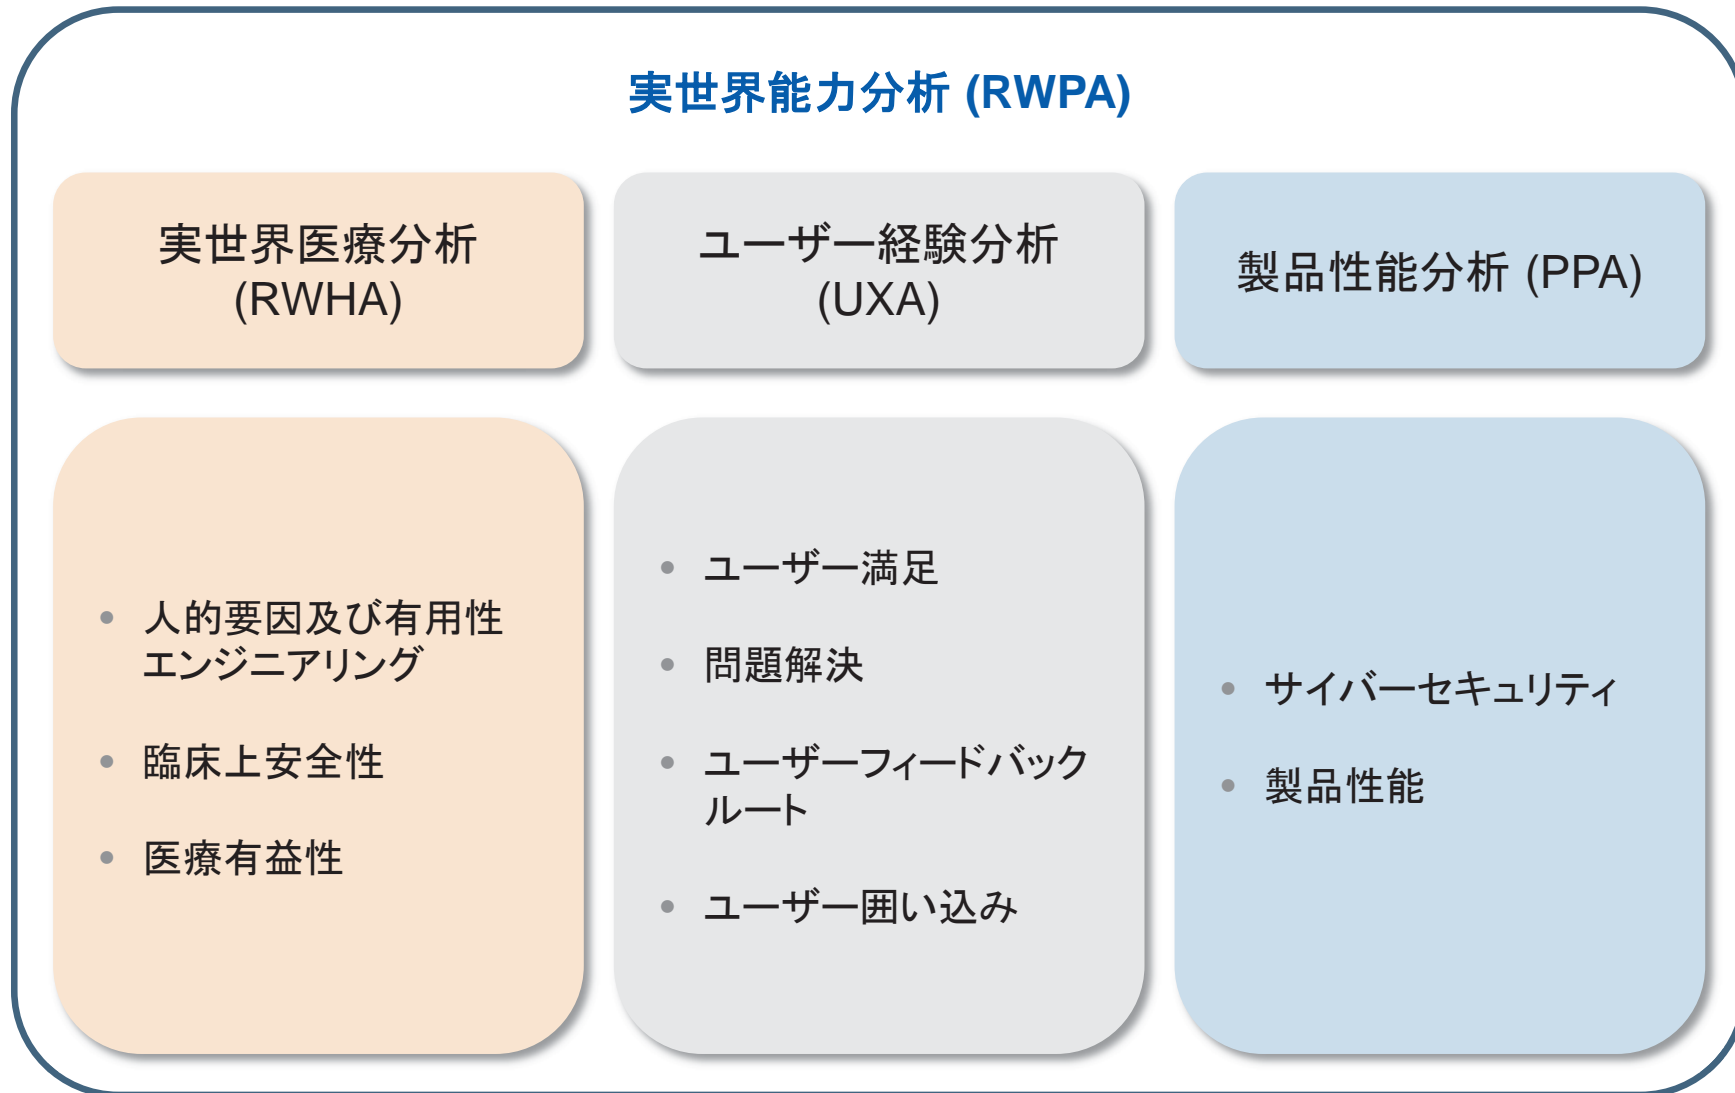 実世界能力分析 (RWPA)
実世界医療分析
(RWHA)
• 人的要因及び有用性
エンジニアリング
• 臨床上安全性
• 医療有益性
ユーザー経験分析
(UXA)
• ユーザー満足
• 問題解決
• ユーザーフィードバック
ルート
• ユーザー囲い込み
製品性能分析 (PPA)
• サイバーセキュリティ
• 製品性能